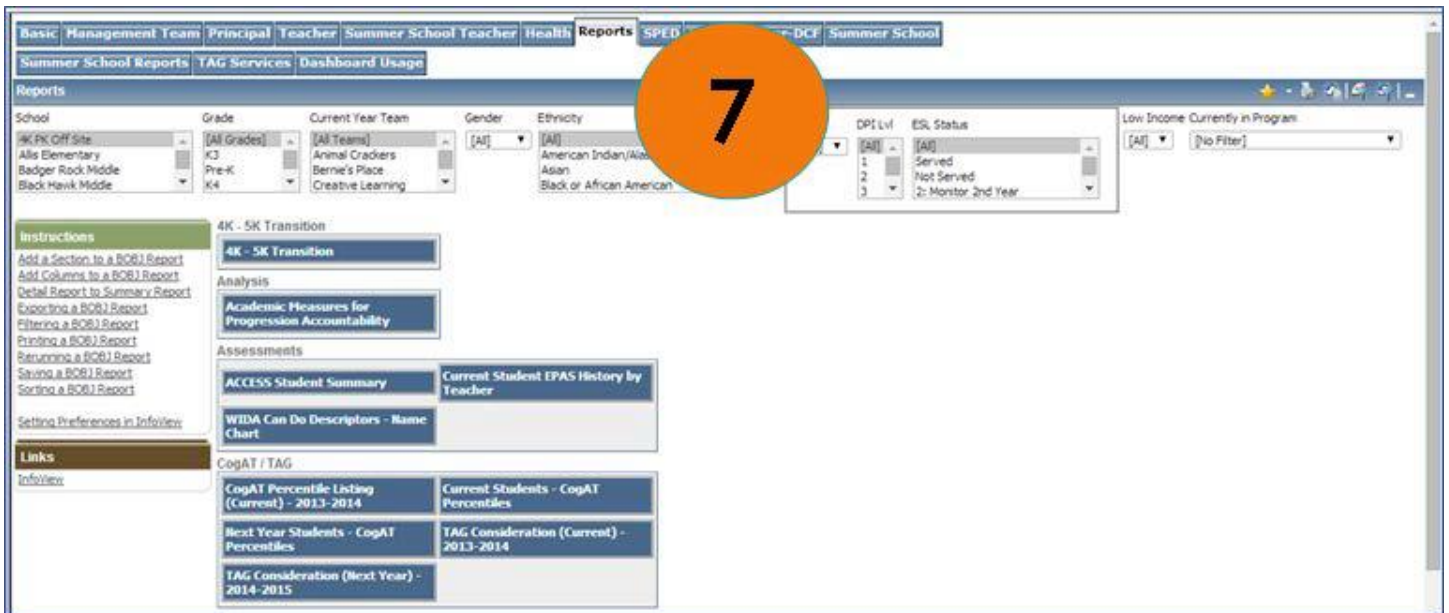 Basic Management Team Principal Teacher Summer School Teacher Health Reports SPED -DCF Summer School
Summer School Reports TAG Services Dashboard Usage
7
Reports
School Grade Current Year Team Gender Ethnicity DPI Lvl ESL Status Low Income Currently in Program
4K PK Off Site [All Grades] [All Teams] [All] [All] [All] [All] [All] [No Filter]
Allis Elementary K3 Animal Crackers American Indian/Alas 1 Served
Badger Rock Middle Pre-K Bernie's Place Asian 2 Not Served
Black Hawk Middle K4 Creative Learning Black or African American 3 2: Monitor 2nd Year
Instructions
Add a Section to a BOBJ Report
Add Columns to a BOBJ Report
Detail Report to Summary Report
Exporting a BOBJ Report
Filtering a BOBJ Report
Printing a BOBJ Report
Rerunning a BOBJ Report
Saving a BOBJ Report
Sorting a BOBJ Report
Setting Preferences in InfoView
Links
InfoView
4K - 5K Transition
4K - 5K Transition
Analysis
Academic Measures for
Progression Accountability
Assessments
ACCESS Student Summary
Current Student EPAS History by
Teacher
WIDA Can Do Descriptors - Name
Chart
CogAT / TAG
CogAT Percentile Listing
(Current) - 2013-2014
Current Students - CogAT
Percentiles
Next Year Students - CogAT
Percentiles
TAG Consideration (Current) -
2013-2014
TAG Consideration (Next Year) -
2014-2015